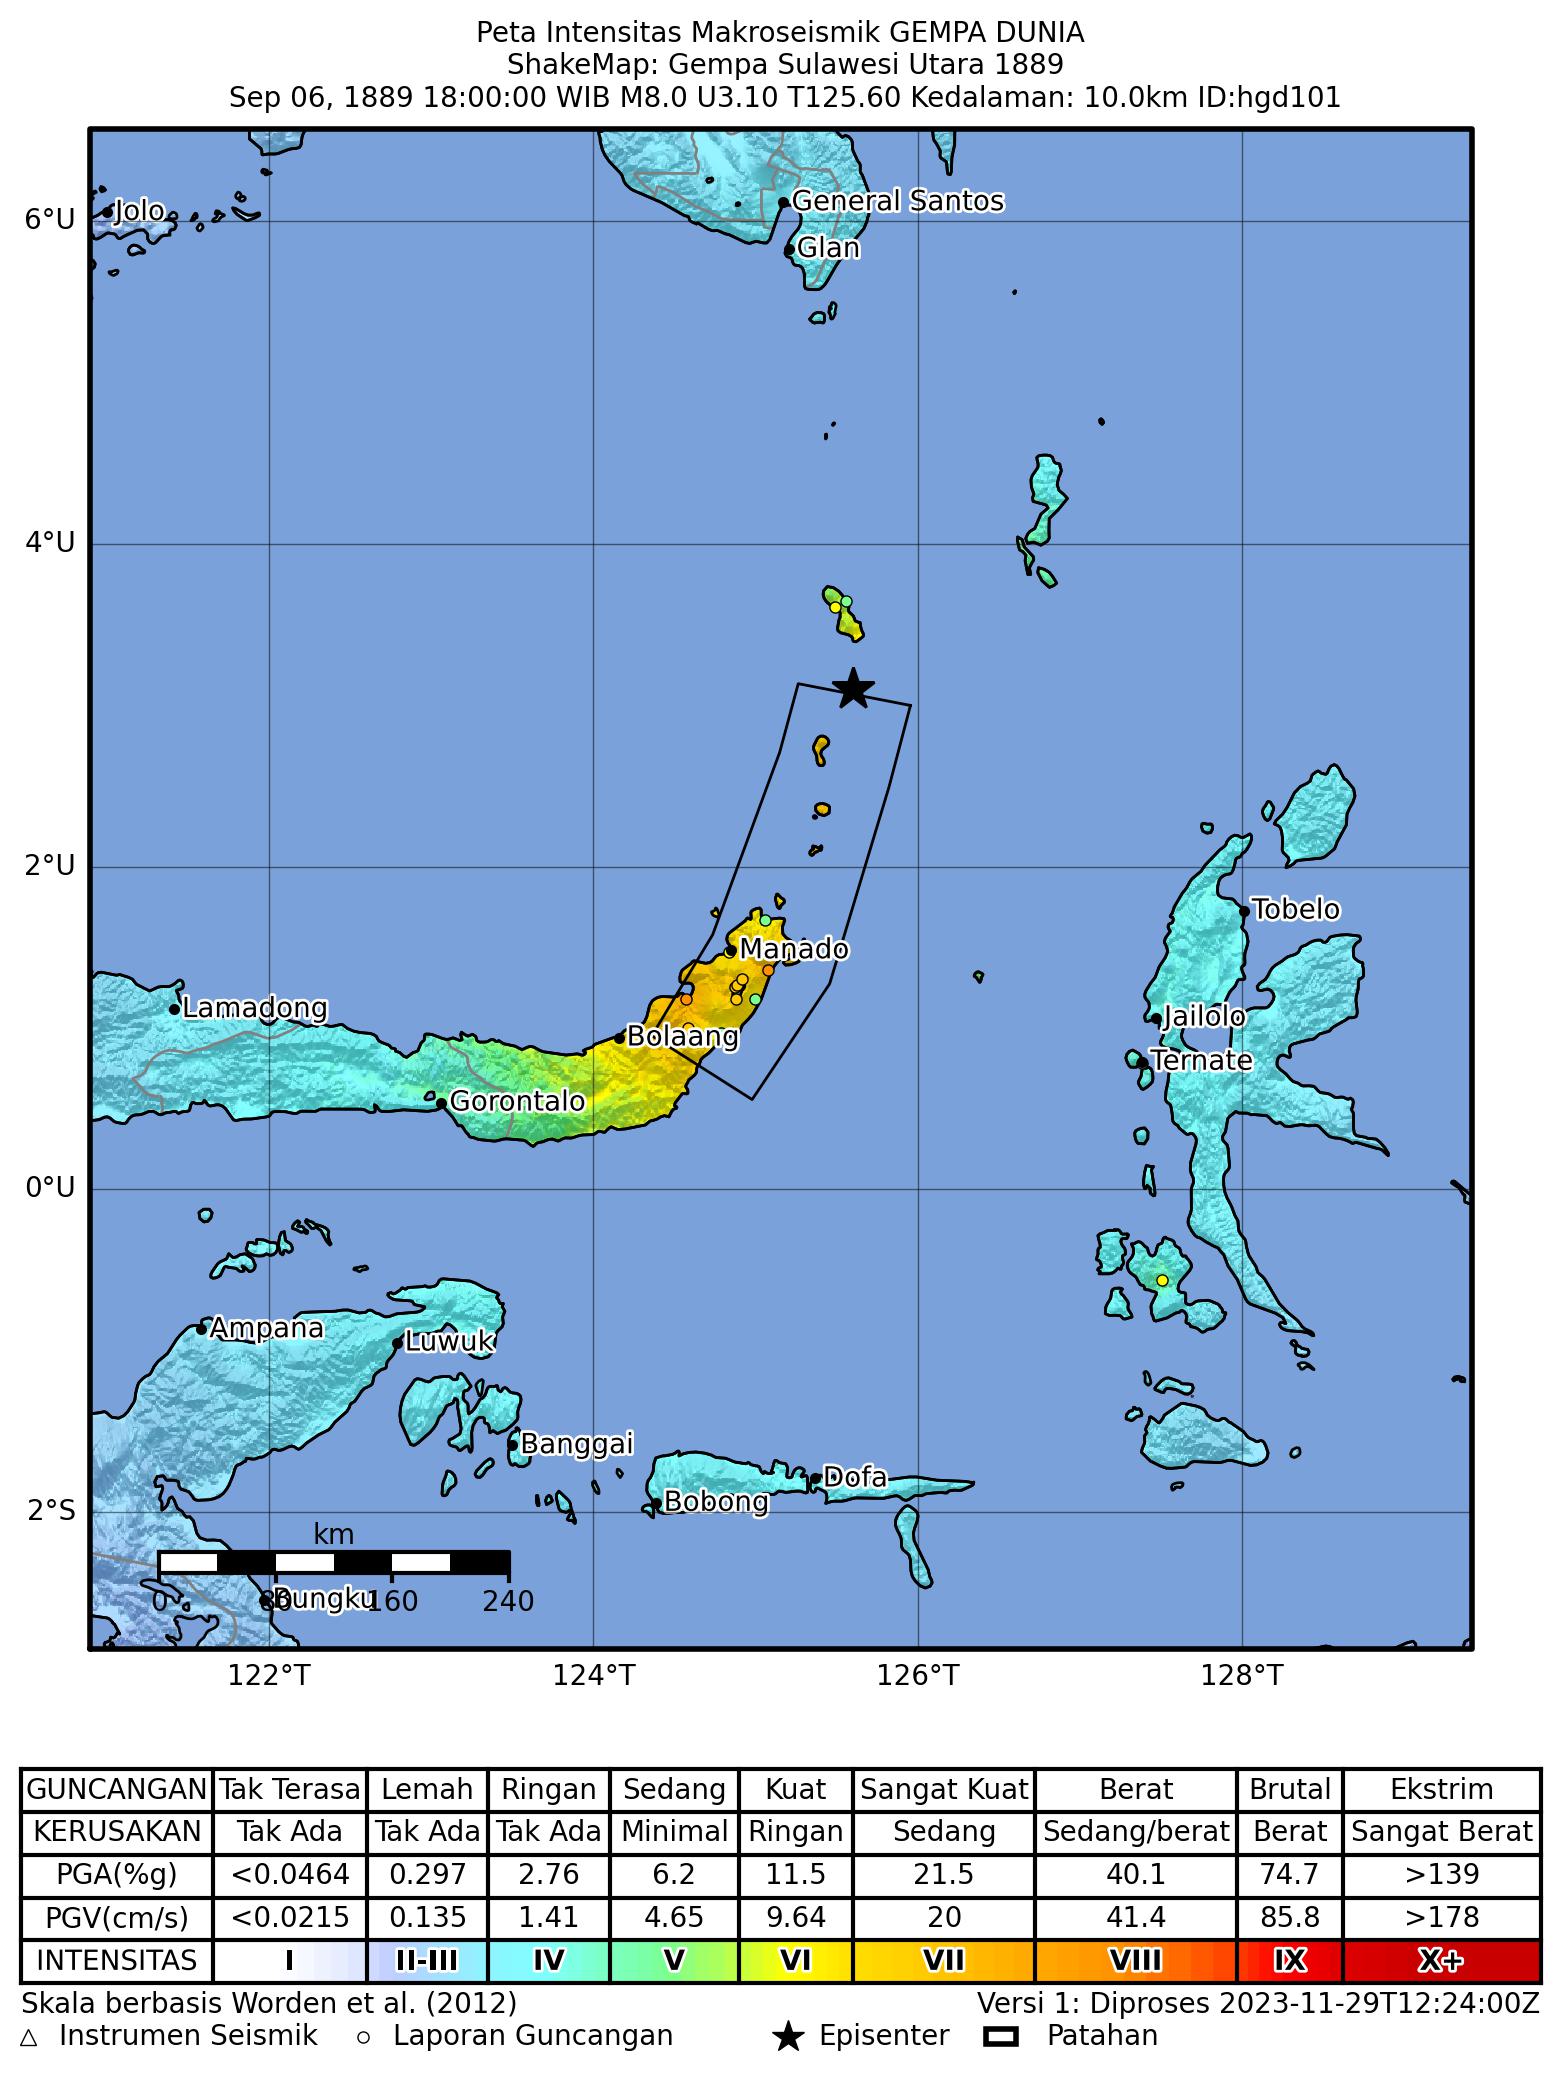 Peta Intensitas Makroseismik GEMPA DUNIA
ShakeMap: Gempa Sulawesi Utara 1889
Sep 06, 1889 18:00:00 WIB M8.0 U3.10 T125.60 Kedalaman: 10.0km ID:hgd101
Jolo
General Santos
6°U
Glan
4°U
2°U
Tobelo
Manado
Lamadong
Jailolo
Bolaang
Ternate
Gorontalo
0°U
Ampana
Luwuk
Banggai
Dofa
Bobong
2°S
km
Bungku
0 80 160 240
122°T 124°T 126°T 128°T
GUNCANGAN Tak Terasa Lemah Ringan Sedang Kuat Sangat Kuat Berat Brutal Ekstrim
KERUSAKAN Tak Ada Tak Ada Tak Ada Minimal Ringan Sedang Sedang/berat Berat Sangat Berat
PGA(%g) <0.0464 0.297 2.76 6.2 11.5 21.5 40.1 74.7 >139
PGV(cm/s) <0.0215 0.135 1.41 4.65 9.64 20 41.4 85.8 >178
INTENSITAS I II-III IV V VI VII VIII IX X+
Skala berbasis Worden et al. (2012) Versi 1: Diproses 2023-11-29T12:24:00Z
Instrumen Seismik Laporan Guncangan Episenter Patahan